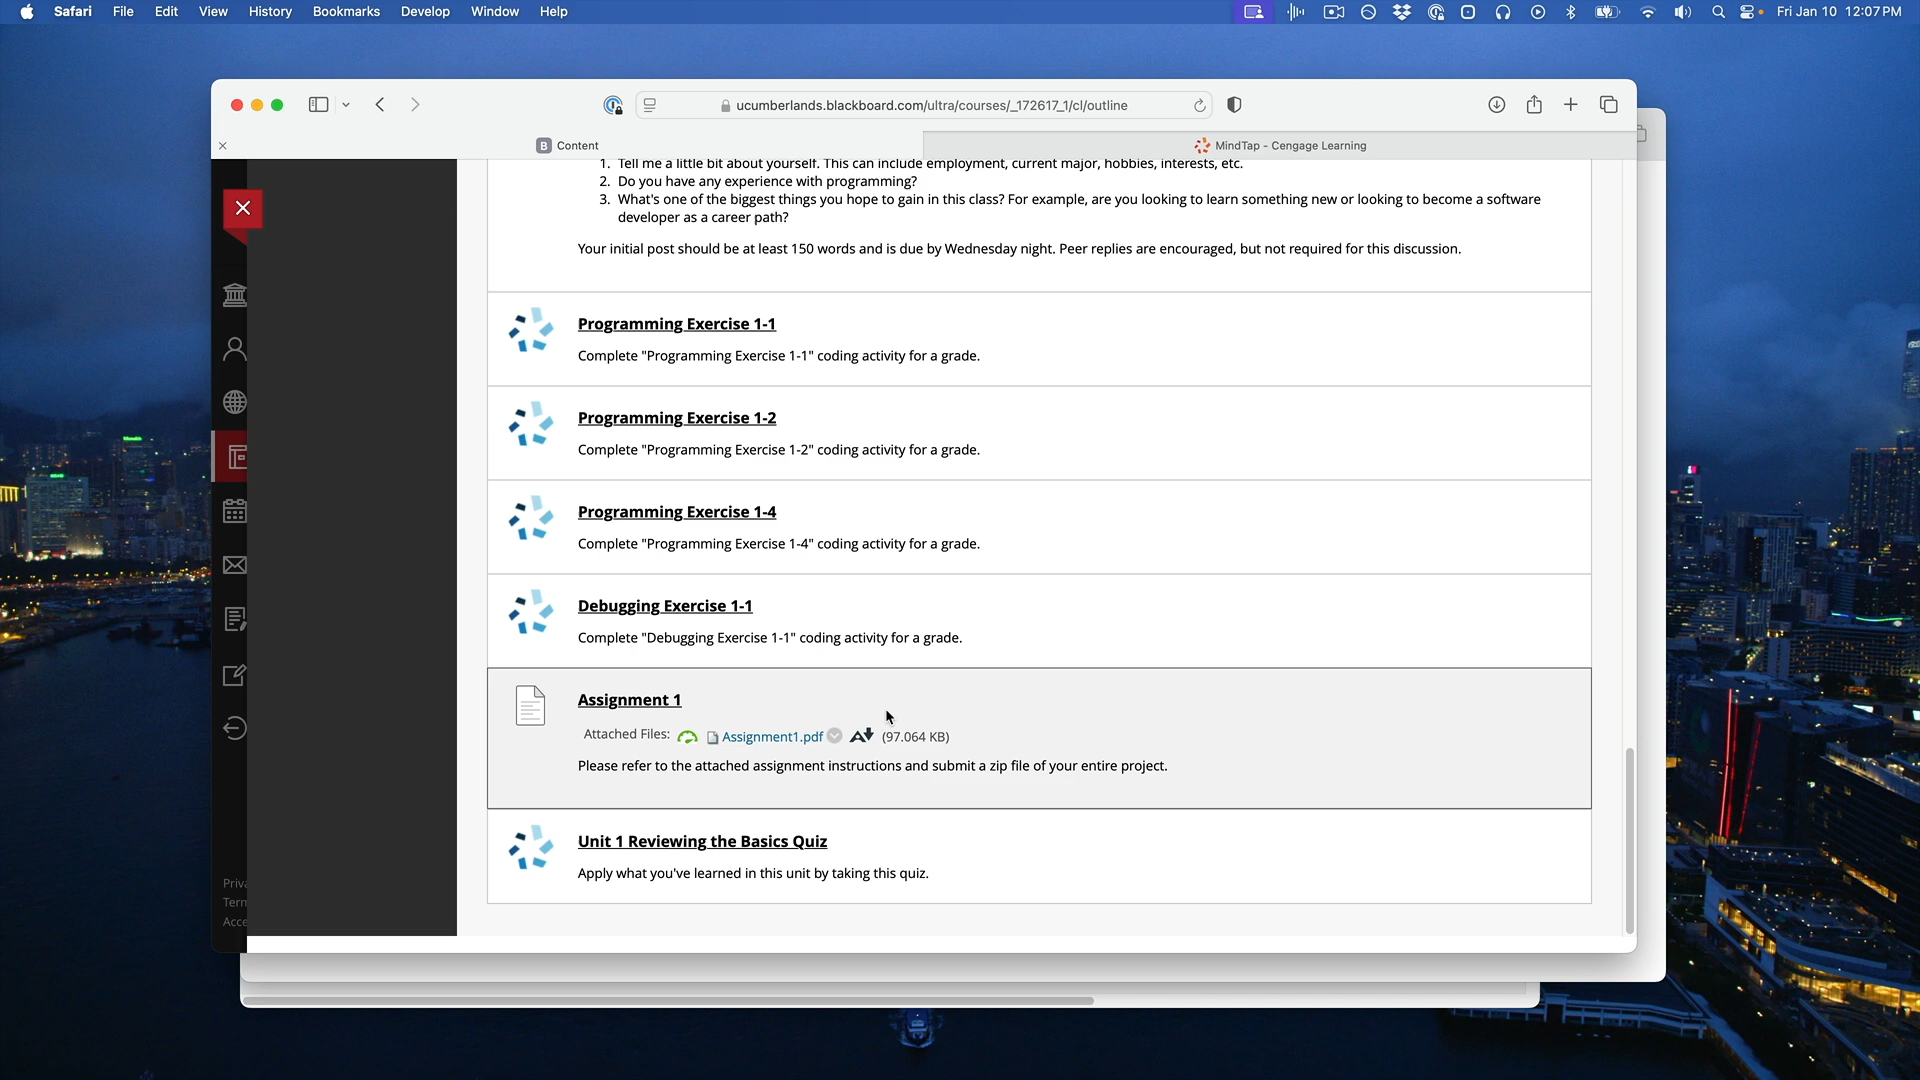 Safari File Edit View History Bookmarks Develop Window Help
Fri Jan 10 12:07 PM
ucumberlands.blackboard.com/ultra/courses/_172617_1/cl/outline
B Content
MindTap - Cengage Learning
1. Tell me a little bit about yourself. This can include employment, current major, hobbies, interests, etc.
2. Do you have any experience with programming?
3. What's one of the biggest things you hope to gain in this class? For example, are you looking to learn something new or looking to become a software
developer as a career path?
Your initial post should be at least 150 words and is due by Wednesday night. Peer replies are encouraged, but not required for this discussion.
Programming Exercise 1-1
Complete "Programming Exercise 1-1" coding activity for a grade.
Programming Exercise 1-2
Complete "Programming Exercise 1-2" coding activity for a grade.
Programming Exercise 1-4
Complete "Programming Exercise 1-4" coding activity for a grade.
Debugging Exercise 1-1
Complete "Debugging Exercise 1-1" coding activity for a grade.
Assignment 1
Attached Files: Assignment1.pdf (97.064 KB)
Please refer to the attached assignment instructions and submit a zip file of your entire project.
Unit 1 Reviewing the Basics Quiz
Apply what you've learned in this unit by taking this quiz.
Priva
Term
Acce